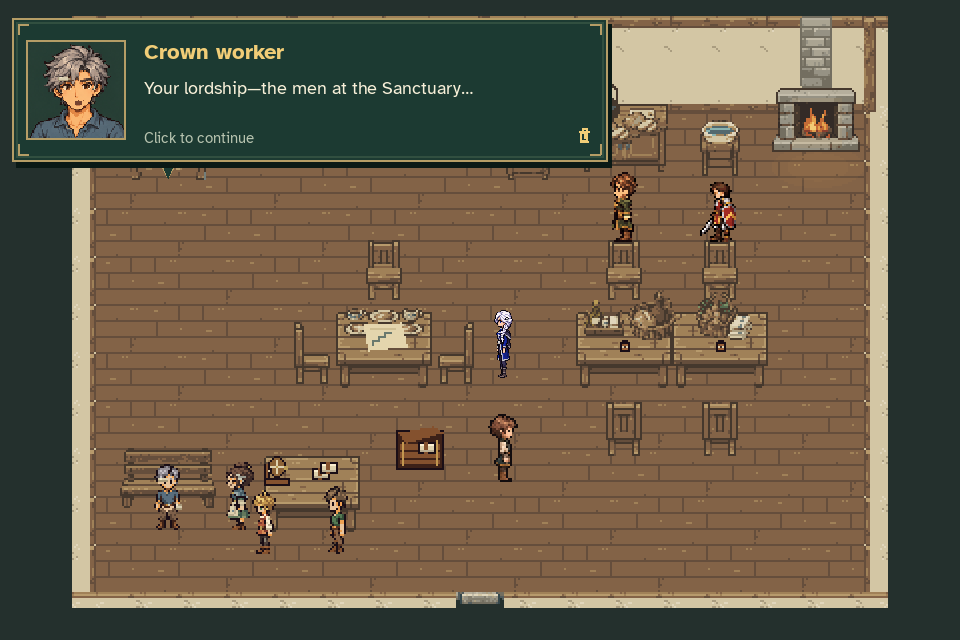 Crown worker
Your lordship—the men at the Sanctuary...
Click to continue